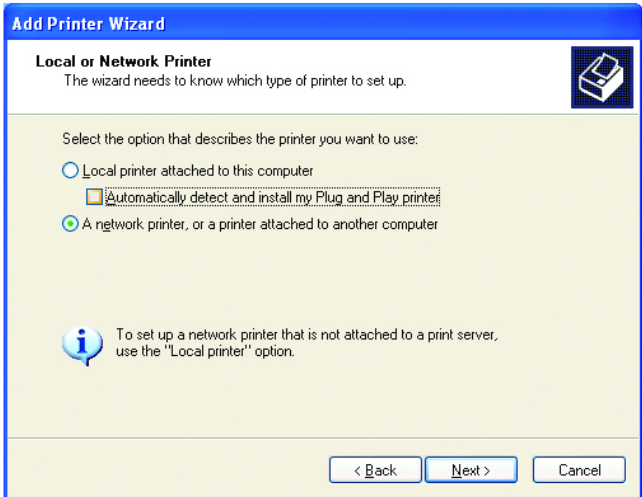 Add Printer Wizard
Local or Network Printer
The wizard needs to know which type of printer to set up.
Select the option that describes the printer you want to use:
Local printer attached to this computer
Automatically detect and install my Plug and Play printer
A network printer, or a printer attached to another computer
To set up a network printer that is not attached to a print server,
use the "Local printer" option.
< Back Next > Cancel